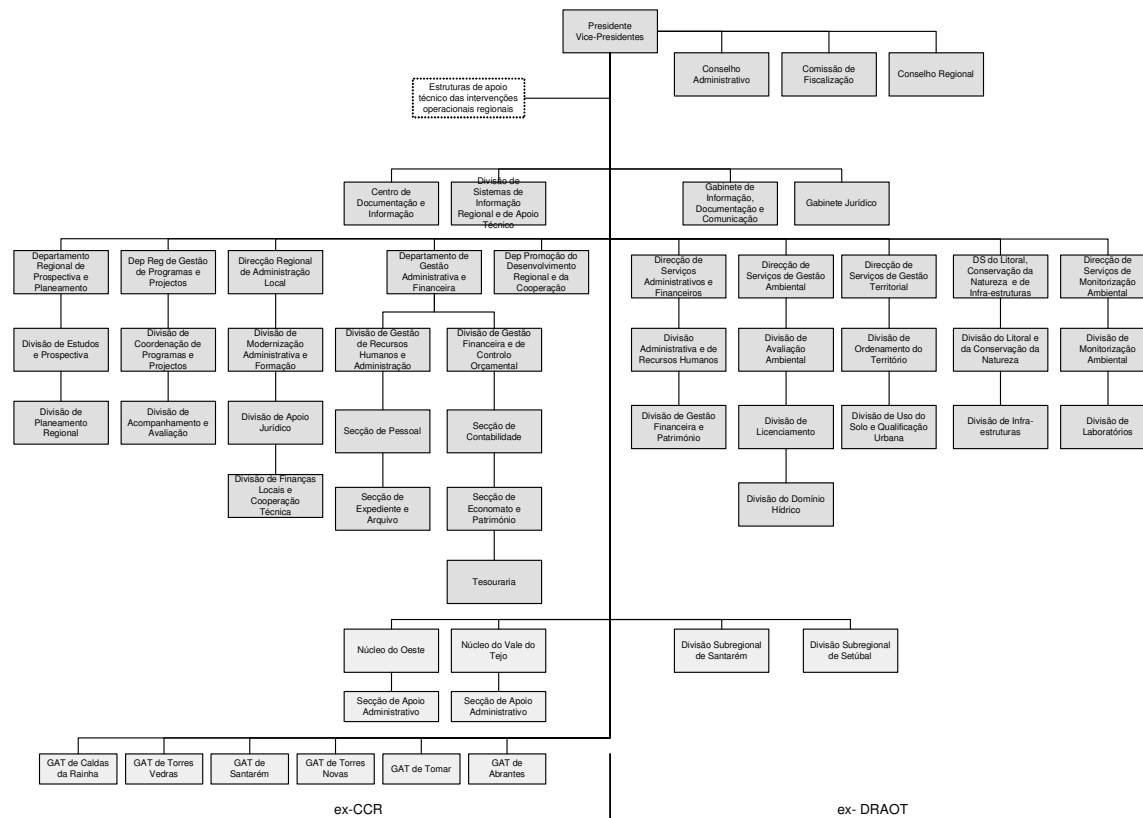 Presidente
Vice-Presidentes
Conselho
Administrativo
Comissão de
Fiscalização
Conselho Regional
Estruturas de apoio
técnico das intervenções
operacionais regionais
Centro de
Documentação e
Informação
Divisão de
Sistemas de
Informação
Regional e de Apoio
Técnico
Gabinete de
Informação,
Documentação e
Comunicação
Gabinete Jurídico
Departamento
Regional de
Prospectiva e
Planeamento
Dep Reg de Gestão
de Programas e
Projectos
Direcção Regional
de Administração
Local
Departamento de
Gestão
Administrativa e
Financeira
Dep Promoção do
Desenvolvimento
Regional e da
Cooperação
Direcção de
Serviços
Administrativos e
Financeiros
Direcção de
Serviços de Gestão
Ambiental
Direcção de
Serviços de Gestão
Territorial
DS do Litoral,
Conservação da
Natureza e de
Infra-estruturas
Direcção de
Serviços de
Monitorização
Ambiental
Divisão de Estudos
e Prospectiva
Divisão de
Coordenação de
Programas e
Projectos
Divisão de
Modernização
Administrativa e
Formação
Divisão de Gestão
de Recursos
Humanos e
Administração
Divisão de Gestão
Financeira e de
Controlo
Orçamental
Divisão
Administrativa e de
Recursos Humanos
Divisão de
Avaliação
Ambiental
Divisão de
Ordenamento do
Território
Divisão do Litoral e
da Conservação da
Natureza
Divisão de
Monitorização
Ambiental
Divisão de
Planeamento
Regional
Divisão de
Acompanhamento e
Avaliação
Divisão de Apoio
Jurídico
Secção de Pessoal
Secção de
Contabilidade
Divisão de Gestão
Financeira e
Património
Divisão de
Licenciamento
Divisão de Uso do
Solo e Qualificação
Urbana
Divisão de Infra-
estruturas
Divisão de
Laboratórios
Divisão de Finanças
Locais e
Cooperação
Técnica
Secção de
Expediente e
Arquivo
Secção de
Economato e
Património
Divisão do Domínio
Hídrico
Tesouraria
Núcleo do Oeste
Núcleo do Vale do
Tejo
Divisão Subregional
de Santarém
Divisão Subregional
de Setúbal
Secção de Apoio
Administrativo
Secção de Apoio
Administrativo
GAT de Caldas
da Rainha
GAT de Torres
Vedras
GAT de
Santarém
GAT de Torres
Novas
GAT de Tomar
GAT de
Abrantes
ex-CCR
ex- DRAOT